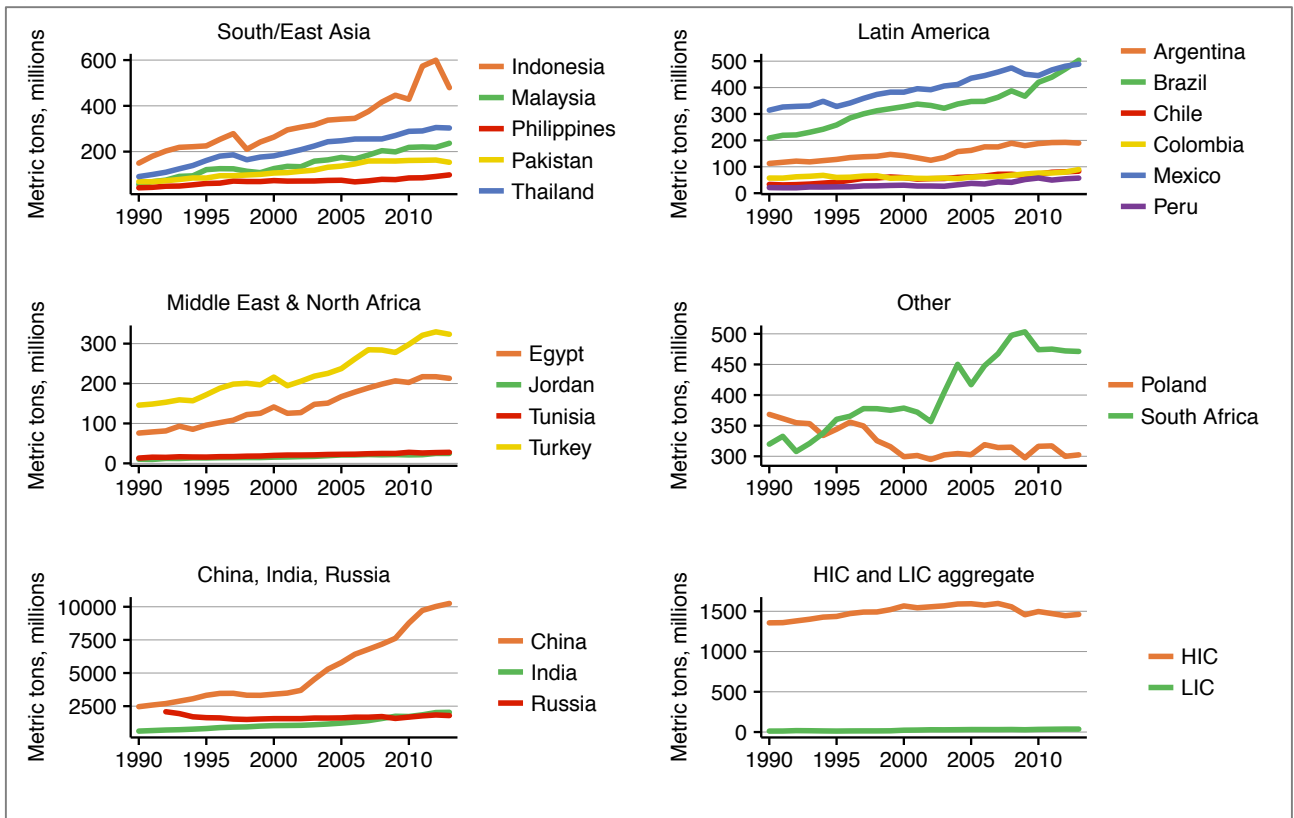 South/East Asia
Metric tons, millions
600
400
200
1990 1995 2000 2005 2010
Indonesia
Malaysia
Philippines
Pakistan
Thailand
Latin America
Metric tons, millions
500
400
300
200
100
0
1990 1995 2000 2005 2010
Argentina
Brazil
Chile
Colombia
Mexico
Peru
Middle East & North Africa
Metric tons, millions
300
200
100
0
1990 1995 2000 2005 2010
Egypt
Jordan
Tunisia
Turkey
Other
Metric tons, millions
500
450
400
350
300
1990 1995 2000 2005 2010
Poland
South Africa
China, India, Russia
Metric tons, millions
10000
7500
5000
2500
1990 1995 2000 2005 2010
China
India
Russia
HIC and LIC aggregate
Metric tons, millions
1500
1000
500
0
1990 1995 2000 2005 2010
HIC
LIC